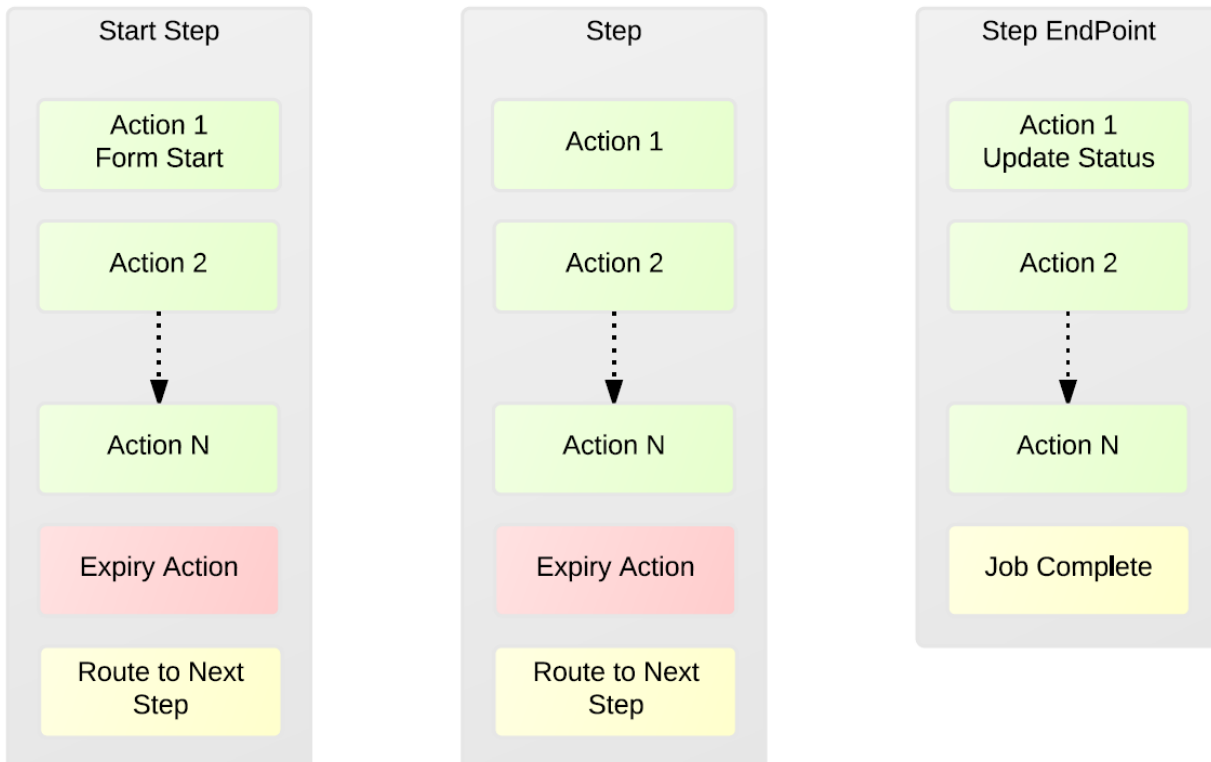 Start Step
Action 1
Form Start
Action 2
Action N
Expiry Action
Route to Next
Step
Step
Action 1
Action 2
Action N
Expiry Action
Route to Next
Step
Step EndPoint
Action 1
Update Status
Action 2
Action N
Job Complete